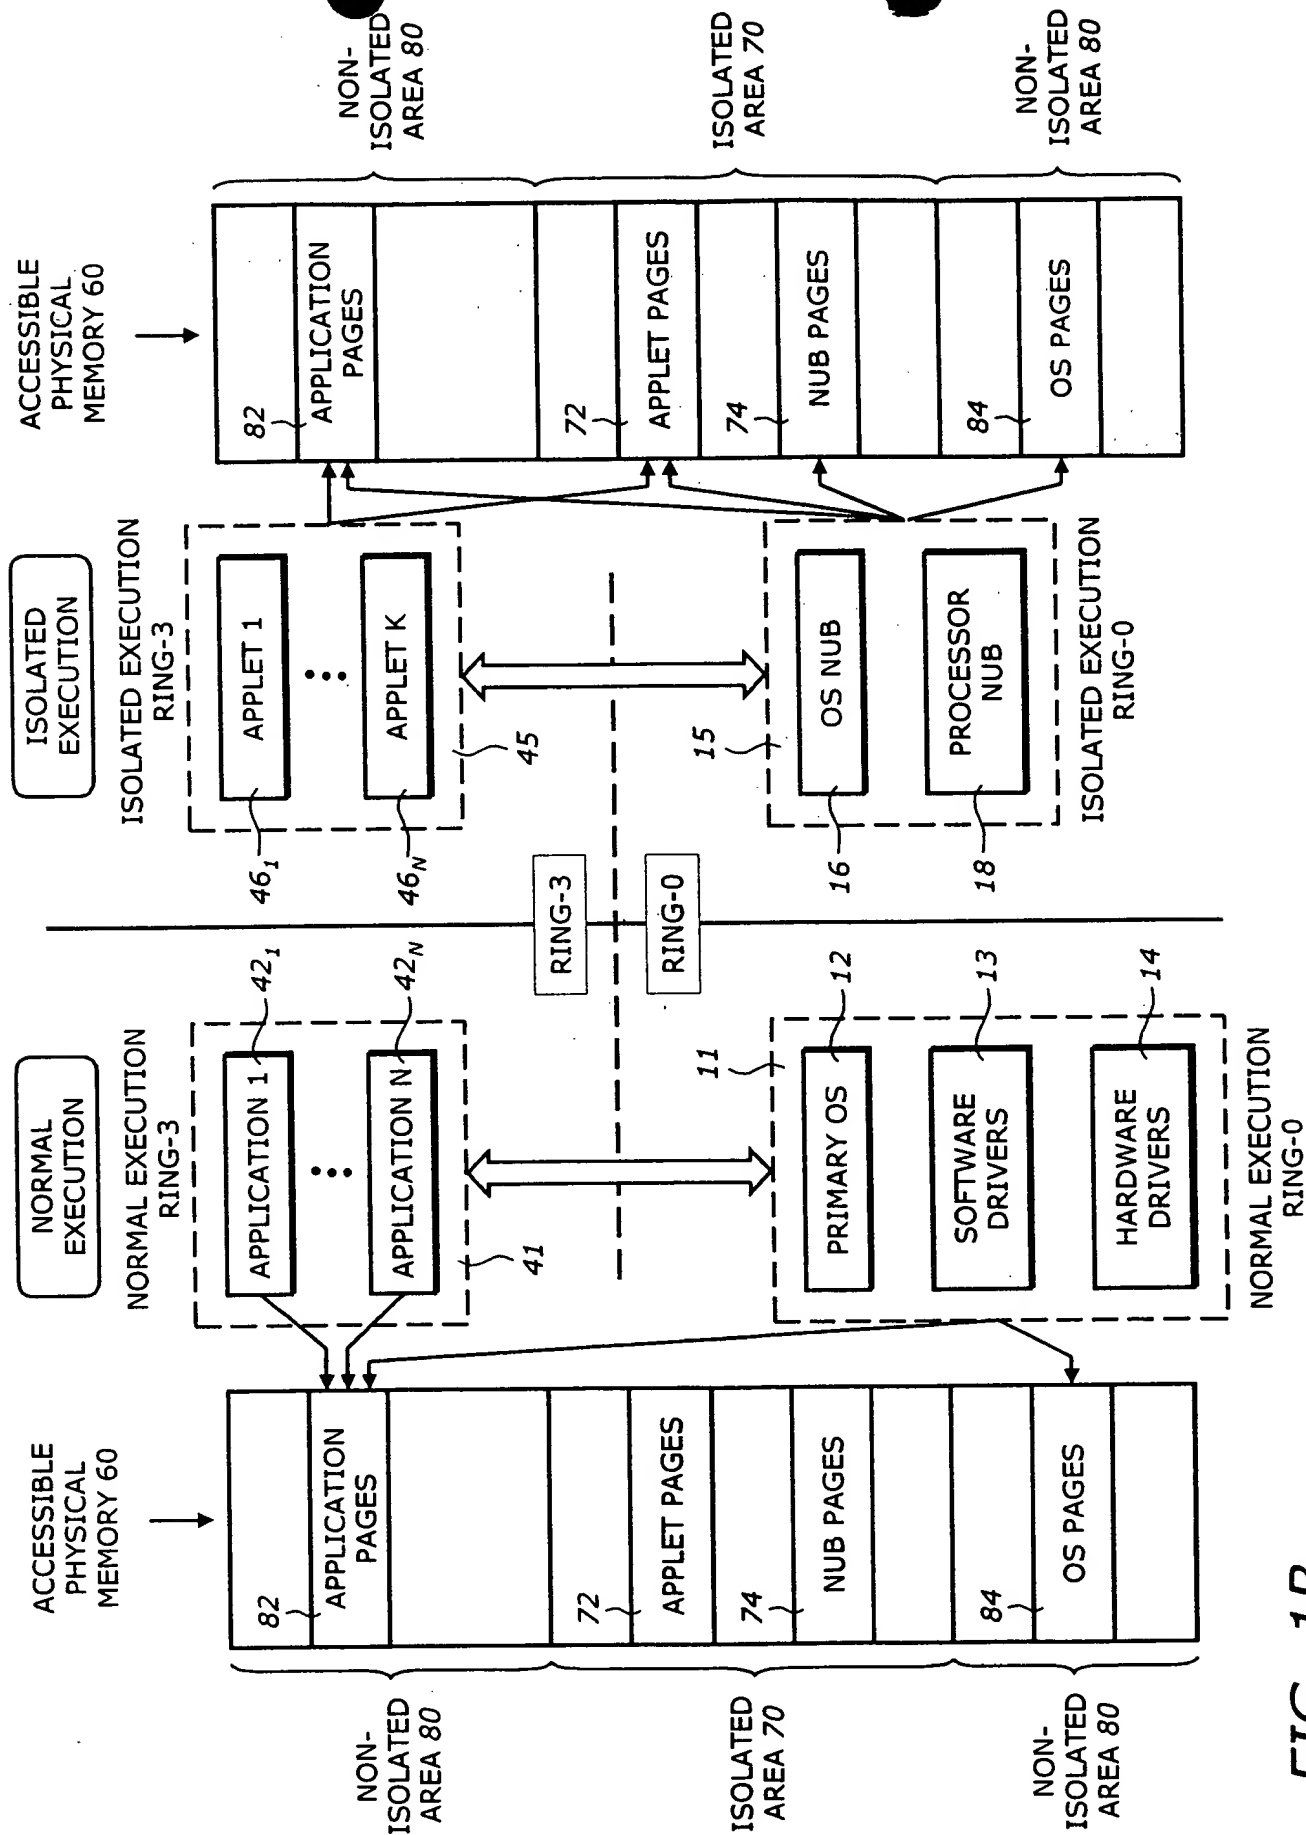 ACCESSIBLE
PHYSICAL
MEMORY 60
NON-
ISOLATED
AREA 80
ISOLATED
AREA 70
NON-
ISOLATED
AREA 80
82
APPLICATION
PAGES
72
APPLET PAGES
74
NUB PAGES
84
OS PAGES
NORMAL
EXECUTION
NORMAL EXECUTION
RING-3
APPLICATION 1
42₁
APPLICATION N
42N
41
11
PRIMARY OS
12
SOFTWARE
DRIVERS
13
HARDWARE
DRIVERS
14
NORMAL EXECUTION
RING-0
RING-3
RING-0
ISOLATED
EXECUTION
ISOLATED EXECUTION
RING-3
46₁
APPLET 1
46N
APPLET K
45
15
16
OS NUB
18
PROCESSOR
NUB
ISOLATED EXECUTION
RING-0
ACCESSIBLE
PHYSICAL
MEMORY 60
82
APPLICATION
PAGES
72
APPLET PAGES
74
NUB PAGES
84
OS PAGES
NON-
ISOLATED
AREA 80
ISOLATED
AREA 70
NON-
ISOLATED
AREA 80
FIG. 1B